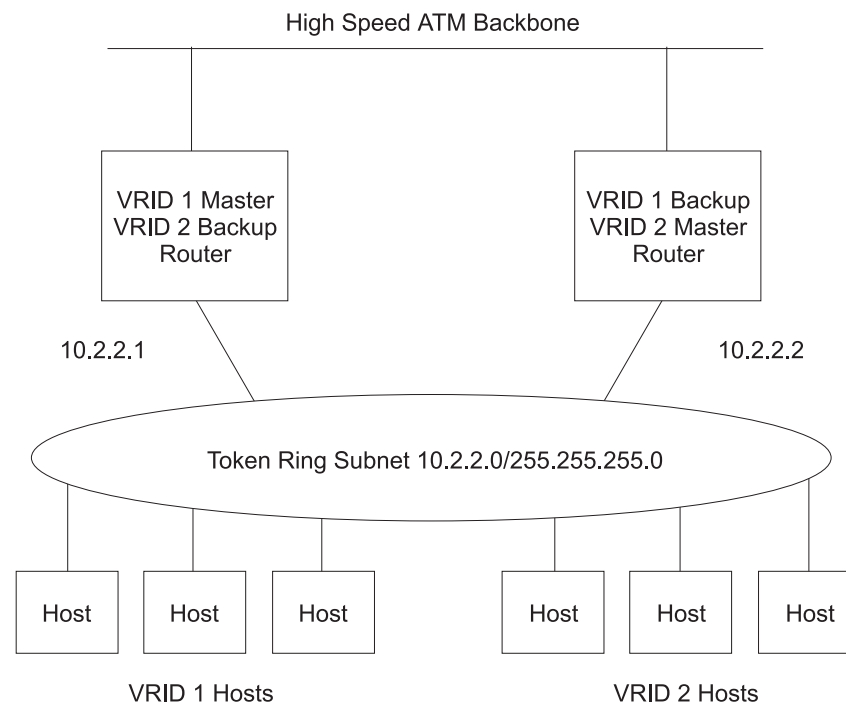 High Speed ATM Backbone
VRID 1 Master
VRID 2 Backup
Router
VRID 1 Backup
VRID 2 Master
Router
10.2.2.1
10.2.2.2
Token Ring Subnet 10.2.2.0/255.255.255.0
Host
Host
Host
Host
Host
Host
VRID 1 Hosts
VRID 2 Hosts